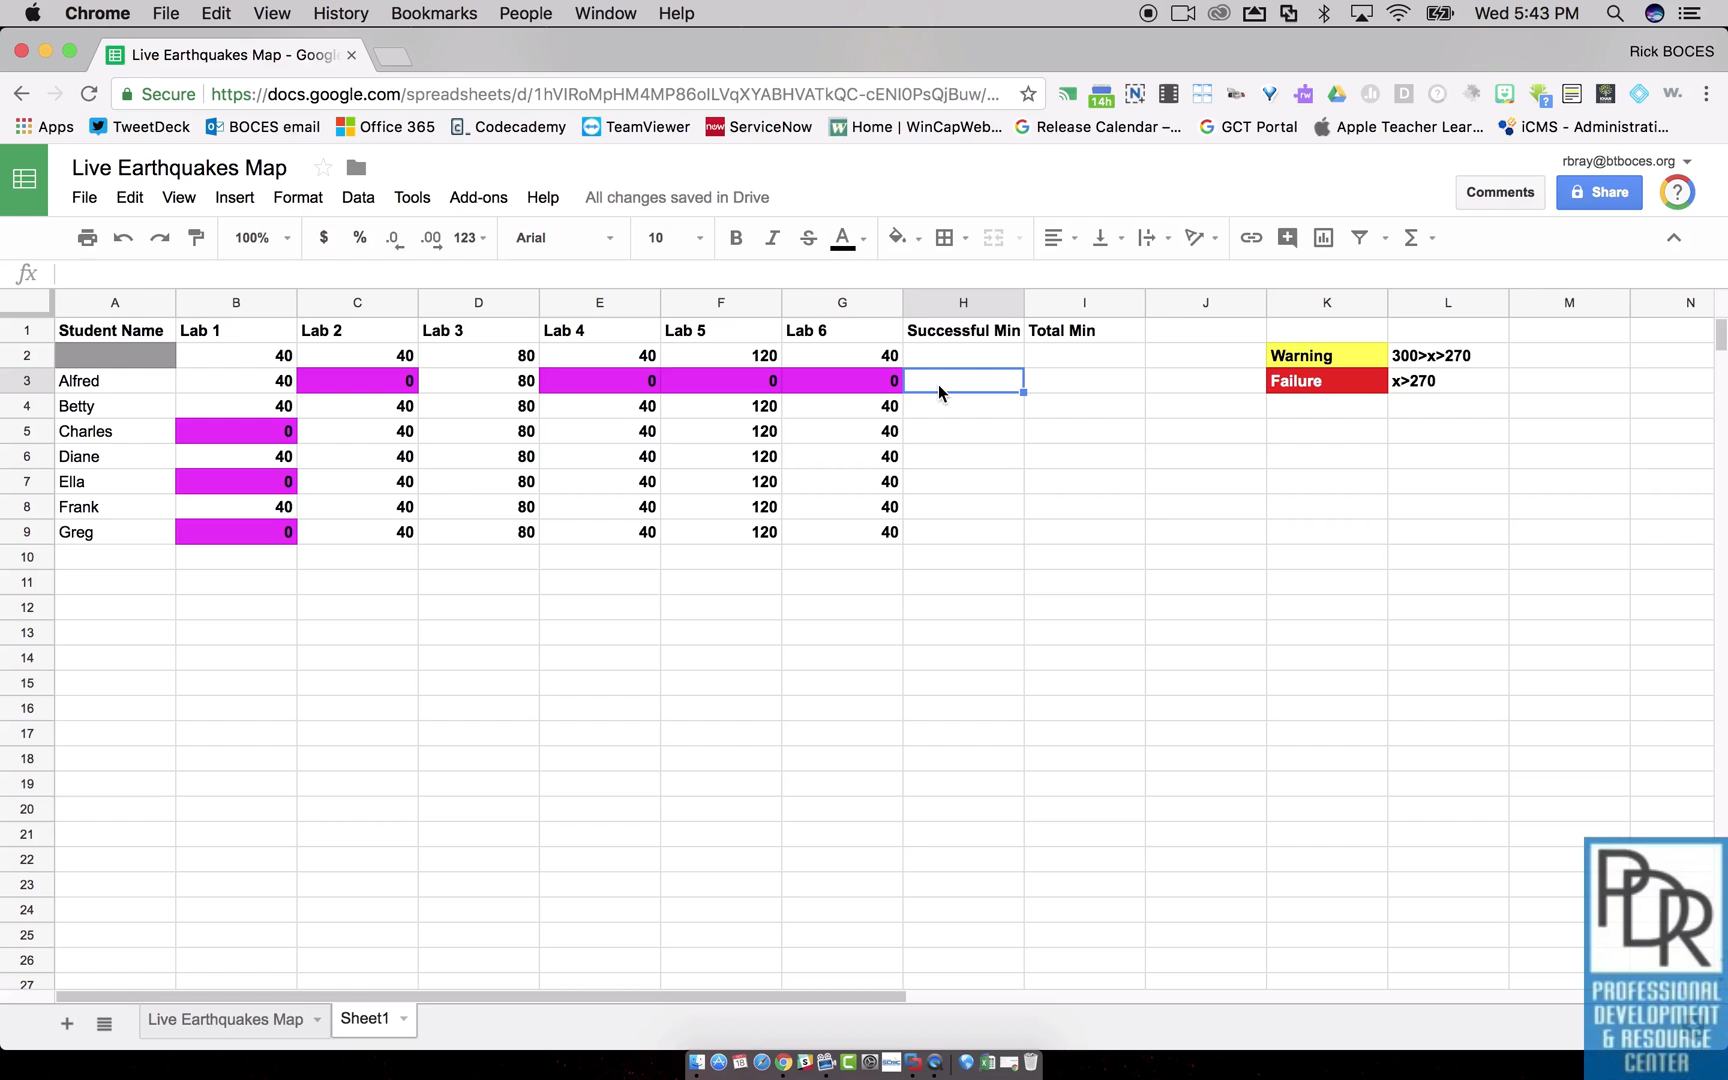 Chrome File Edit View History Bookmarks People Window Help Wed 5:43 PM
Live Earthquakes Map - Googl Rick BOCES
Secure https://docs.google.com/spreadsheets/d/1hVIRoMpHM4MP86oILVqXYABHVATkQC-cENI0PsQjBuw/... 14h
Apps TweetDeck BOCES email Office 365 Codecademy TeamViewer ServiceNow Home | WinCapWeb... Release Calendar –... GCT Portal Apple Teacher Lear... iCMS - Administrati...
Live Earthquakes Map rbray@btboces.org
File Edit View Insert Format Data Tools Add-ons Help All changes saved in Drive Comments Share
100% $ % .0 .00 123 Arial 10 B I S A Σ
fx
A B C D E F G H I J K L M N
1 Student Name Lab 1 Lab 2 Lab 3 Lab 4 Lab 5 Lab 6 Successful Min Total Min
2 40 40 80 40 120 40 Warning 300>x>270
3 Alfred 40 0 80 0 0 0 Failure x>270
4 Betty 40 40 80 40 120 40
5 Charles 0 40 80 40 120 40
6 Diane 40 40 80 40 120 40
7 Ella 0 40 80 40 120 40
8 Frank 40 40 80 40 120 40
9 Greg 0 40 80 40 120 40
10
11
12
13
14
15
16
17
18
19
20
21
22
23
24
25
26
27
Live Earthquakes Map Sheet1
PDR
PROFESSIONAL
DEVELOPMENT
& RESOURCE
CENTER